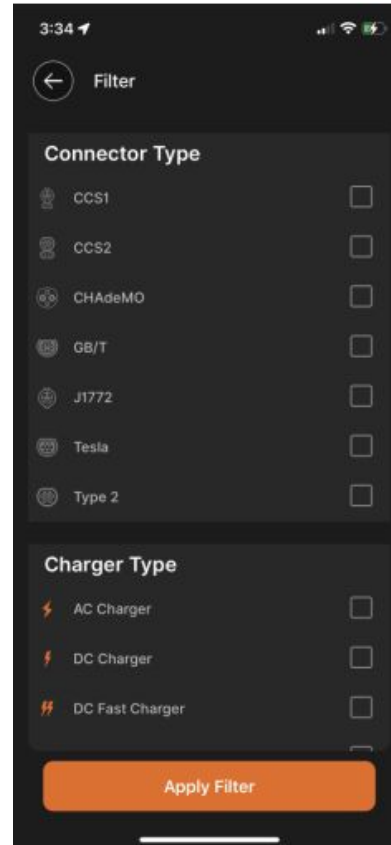 3:34
Filter
Connector Type
CCS1
CCS2
CHAdeMO
GB/T
J1772
Tesla
Type 2
Charger Type
AC Charger
DC Charger
DC Fast Charger
Apply Filter